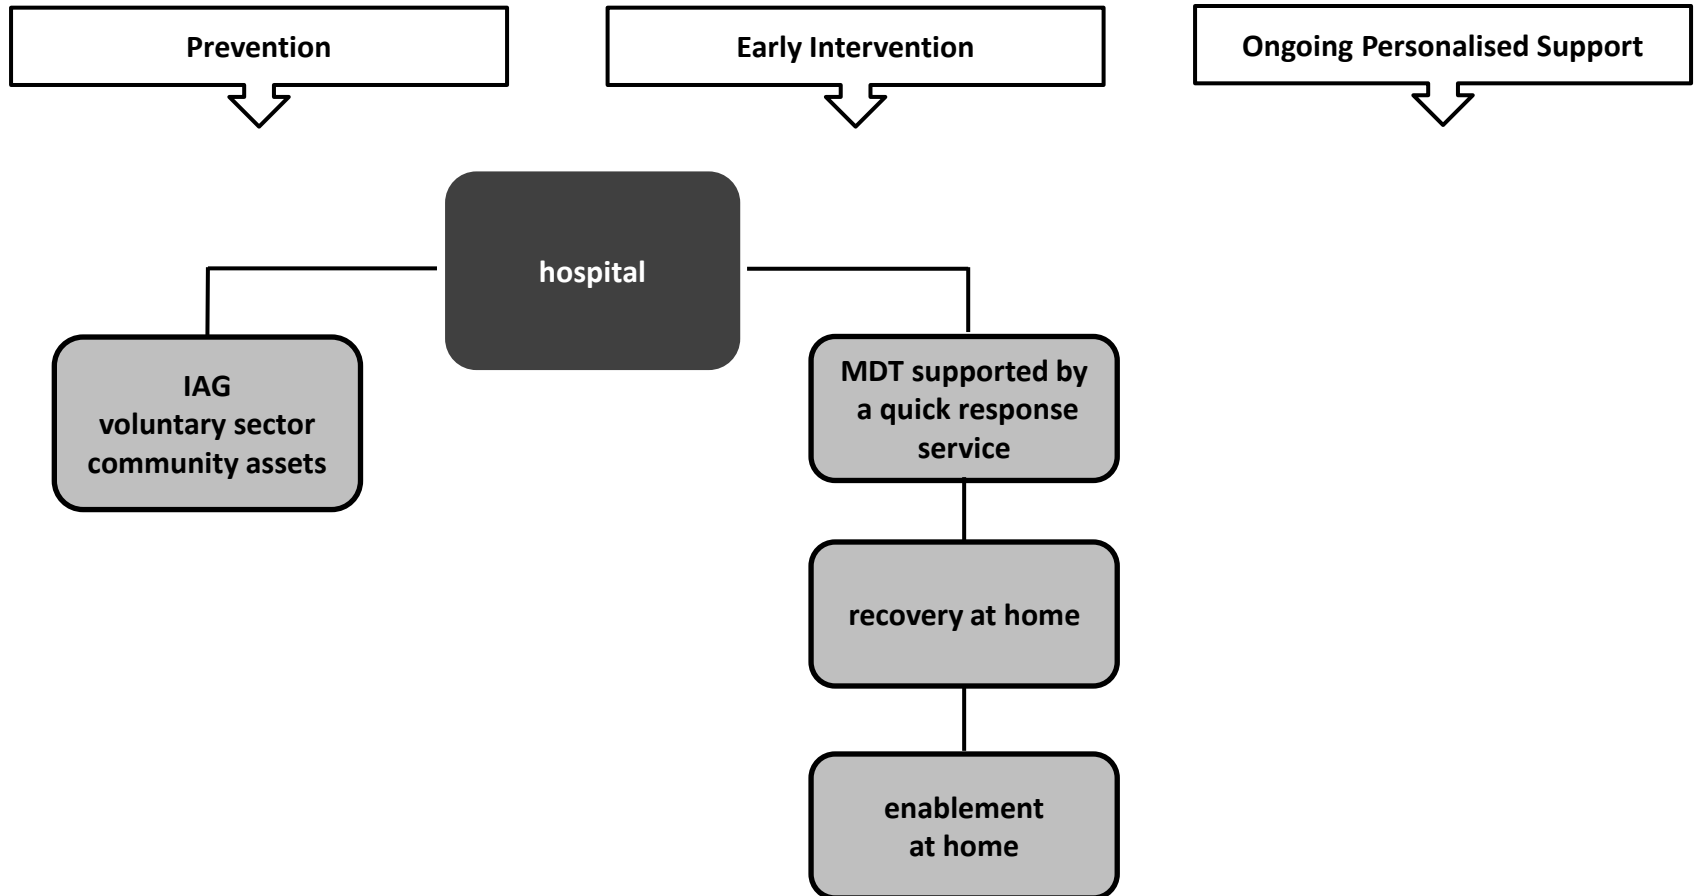 Prevention
Early Intervention
Ongoing Personalised Support
hospital
IAG
voluntary sector
community assets
MDT supported by
a quick response
service
recovery at home
enablement
at home